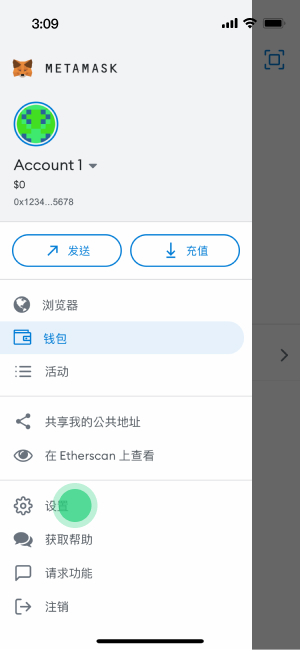 3:09
METAMASK
Account 1
$0
0x1234...5678
发送
充值
浏览器
钱包
活动
共享我的公共地址
在 Etherscan 上查看
设置
获取帮助
请求功能
注销